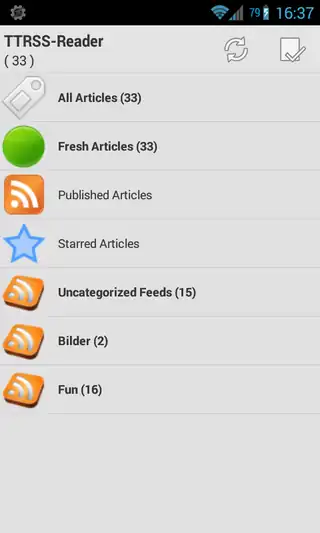 79 16:37
TTRSS-Reader
( 33 )
All Articles (33)
Fresh Articles (33)
Published Articles
Starred Articles
Uncategorized Feeds (15)
Bilder (2)
Fun (16)